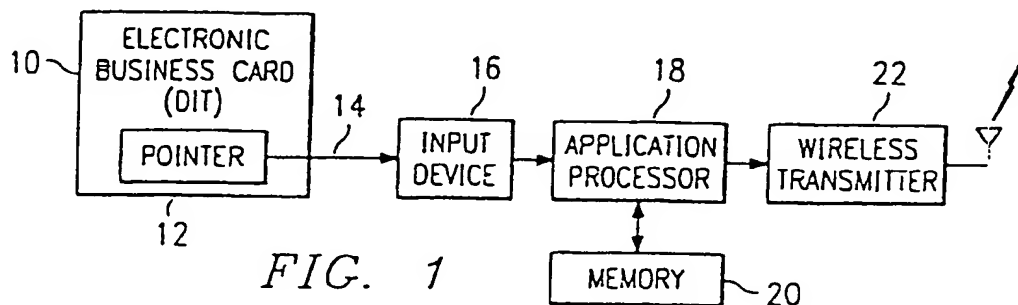 ELECTRONIC
BUSINESS CARD
(DIT)
10
POINTER
12
14
16
INPUT
DEVICE
18
APPLICATION
PROCESSOR
22
WIRELESS
TRANSMITTER
MEMORY
20
FIG. 1